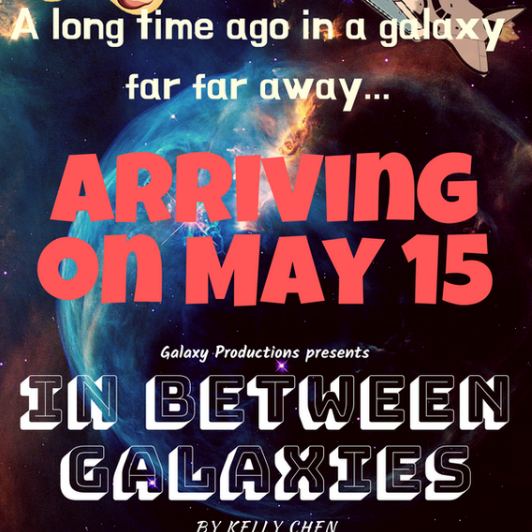 A long time ago in a galaxy
far far away...
ARRIVING
ON MAY 15
Galaxy Productions presents
IN BETWEEN
GALAXIES
BY KELLY CHEN